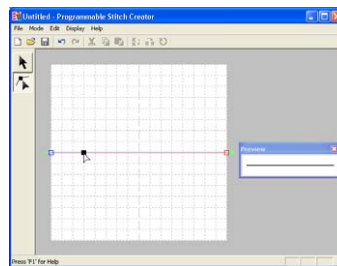 Untitled - Programmable Stitch Creator
File Mode Edit Display Help
Preview
Press 'F1' for Help